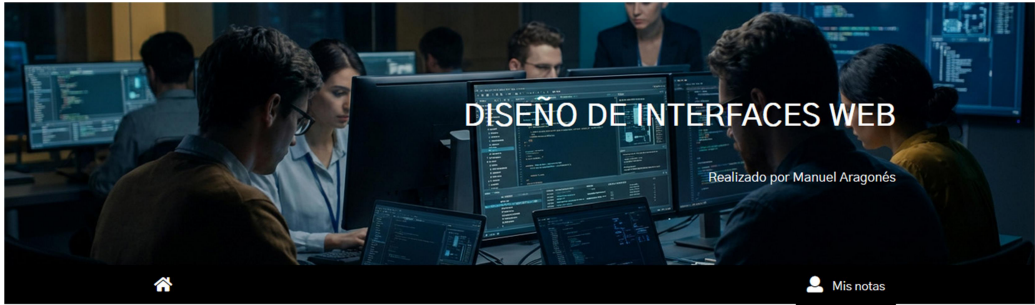 DISEÑO DE INTERFACES WEB
Realizado por Manuel Aragonés
Mis notas